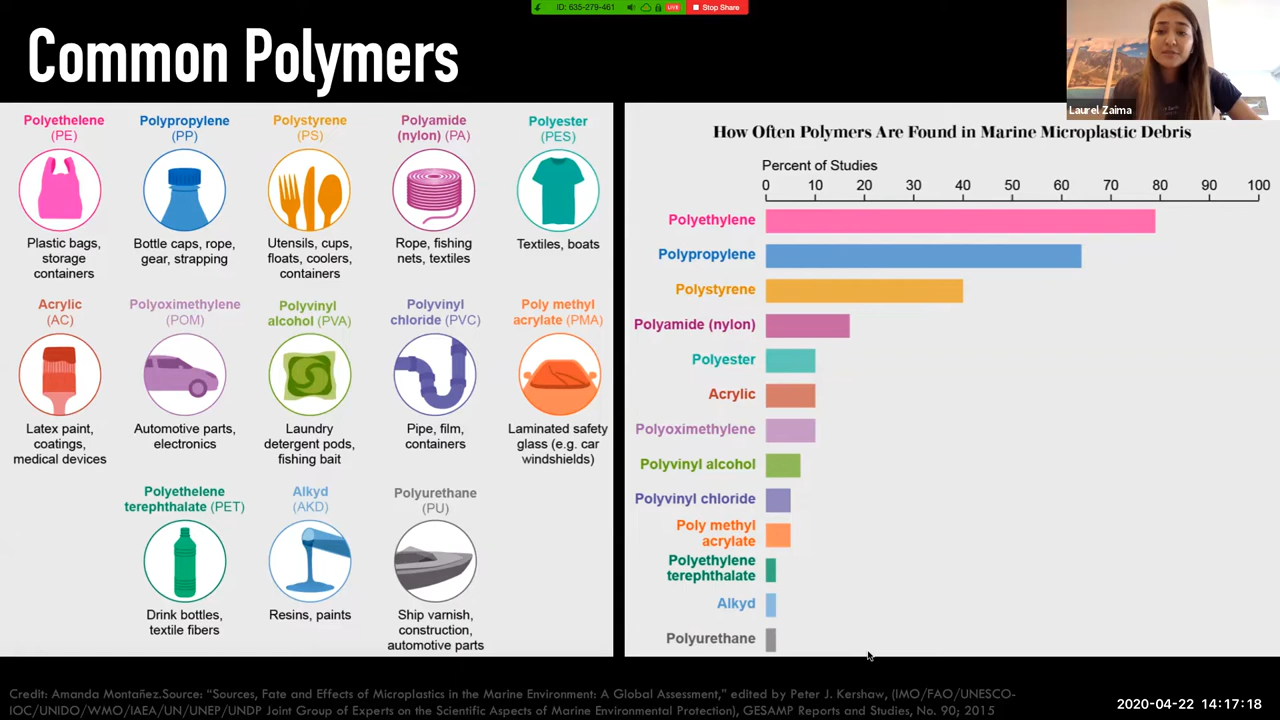 ID: 635-279-461
LIVE
Stop Share
Common Polymers
Laurel Zaima
Polyethelene
(PE)
Plastic bags,
storage
containers
Polypropylene
(PP)
Bottle caps, rope,
gear, strapping
Polystyrene
(PS)
Utensils, cups,
floats, coolers,
containers
Polyamide
(nylon) (PA)
Rope, fishing
nets, textiles
Polyester
(PES)
Textiles, boats
Acrylic
(AC)
Latex paint,
coatings,
medical devices
Polyoximethylene
(POM)
Automotive parts,
electronics
Polyvinyl
alcohol (PVA)
Laundry
detergent pods,
fishing bait
Polyvinyl
chloride (PVC)
Pipe, film,
containers
Poly methyl
acrylate (PMA)
Laminated safety
glass (e.g. car
windshields)
Polyethelene
terephthalate (PET)
Drink bottles,
textile fibers
Alkyd
(AKD)
Resins, paints
Polyurethane
(PU)
Ship varnish,
construction,
automotive parts
How Often Polymers Are Found in Marine Microplastic Debris
Percent of Studies
0 10 20 30 40 50 60 70 80 90 100
Polyethylene
Polypropylene
Polystyrene
Polyamide (nylon)
Polyester
Acrylic
Polyoximethylene
Polyvinyl alcohol
Polyvinyl chloride
Poly methyl
acrylate
Polyethylene
terephthalate
Alkyd
Polyurethane
Credit: Amanda Montañez.Source: "Sources, Fate and Effects of Microplastics in the Marine Environment: A Global Assessment," edited by Peter J. Kershaw, (IMO/FAO/UNESCO-
IOC/UNIDO/WMO/IAEA/UN/UNEP/UNDP Joint Group of Experts on the Scientific Aspects of Marine Environmental Protection), GESAMP Reports and Studies, No. 90; 2015
2020-04-22 14:17:18